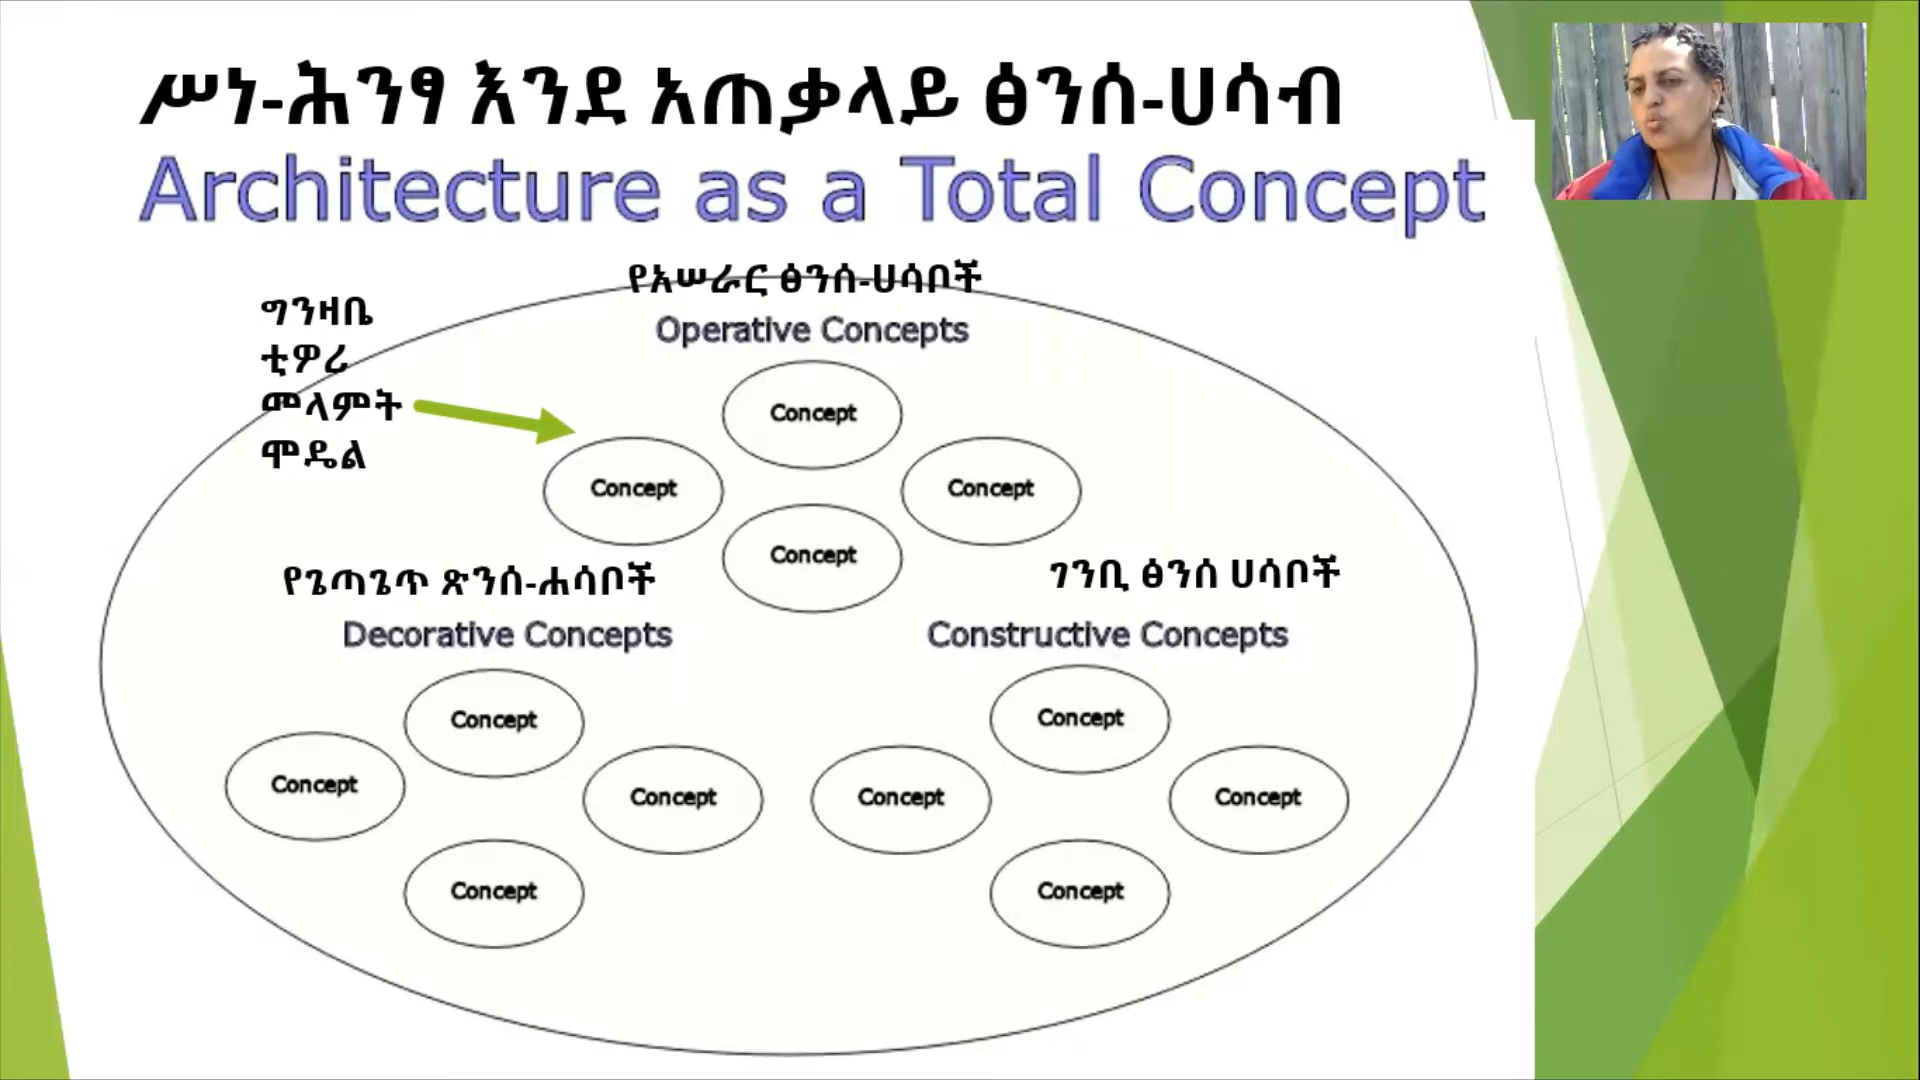 ሥነ-ሕንፃ እንደ አጠቃላይ ፅንሰ-ሀሳብ
Architecture as a Total Concept
የአሠራር ፅንሰ-ሀሳቦች
Operative Concepts
ግንዛቤ
ቲዎሪ
መላምት
ሞዴል
Concept
Concept
Concept
Concept
የጌጣጌጥ ጽንሰ-ሐሳቦች
Decorative Concepts
Concept
Concept
Concept
Concept
ገንቢ ፅንሰ ሀሳቦች
Constructive Concepts
Concept
Concept
Concept
Concept